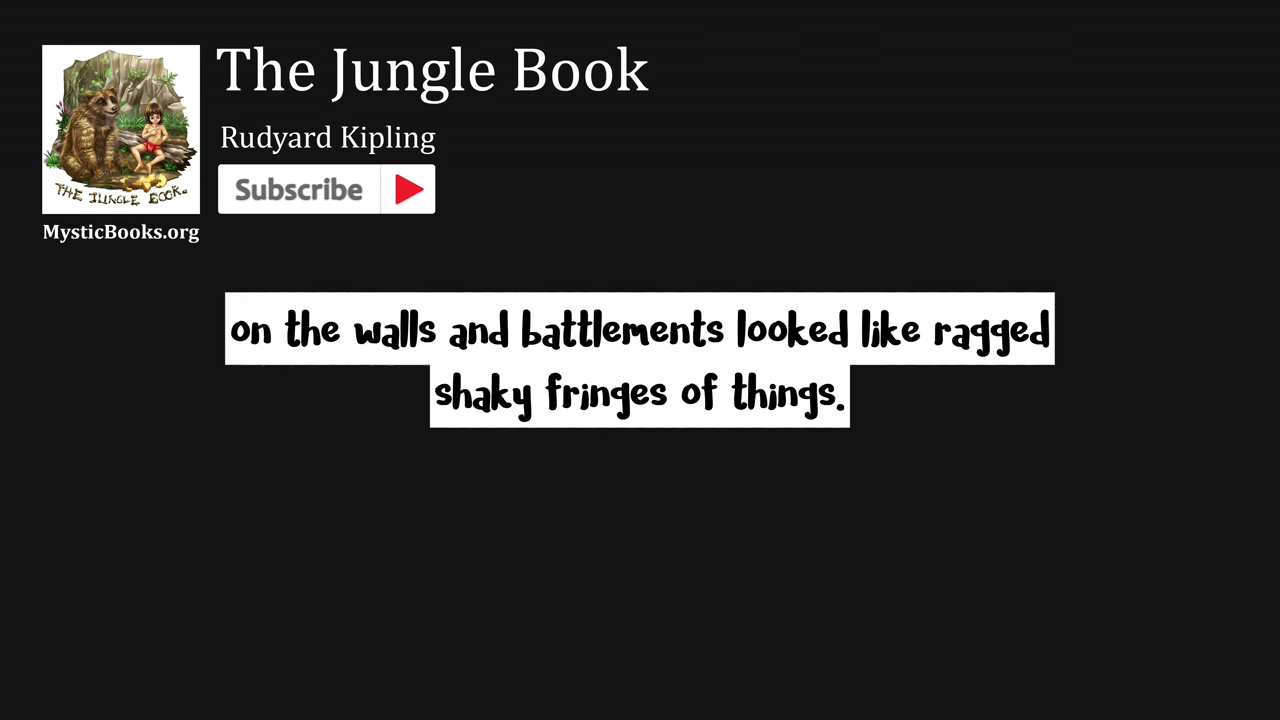 The Jungle Book
Rudyard Kipling
Subscribe
THE JUNGLE BOOK.
MysticBooks.org
on the walls and battlements looked like ragged
shaky fringes of things.